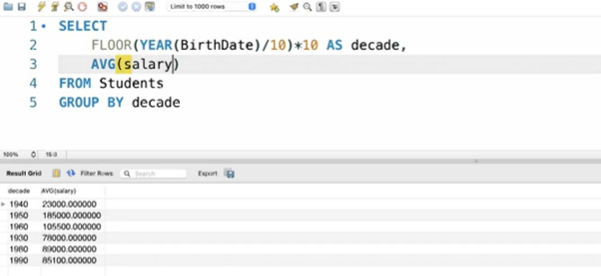 Limit to 1000 rows
1 SELECT
2 FLOOR(YEAR(BirthDate)/10)*10 AS decade,
3 AVG(salary)
4 FROM Students
5 GROUP BY decade
100% 15:3
Result Grid Filter Rows: Search Export:
decade AVG(salary)
1940 23000.000000
1950 185000.000000
1960 105500.000000
1930 78000.000000
1980 89000.000000
1990 85100.000000